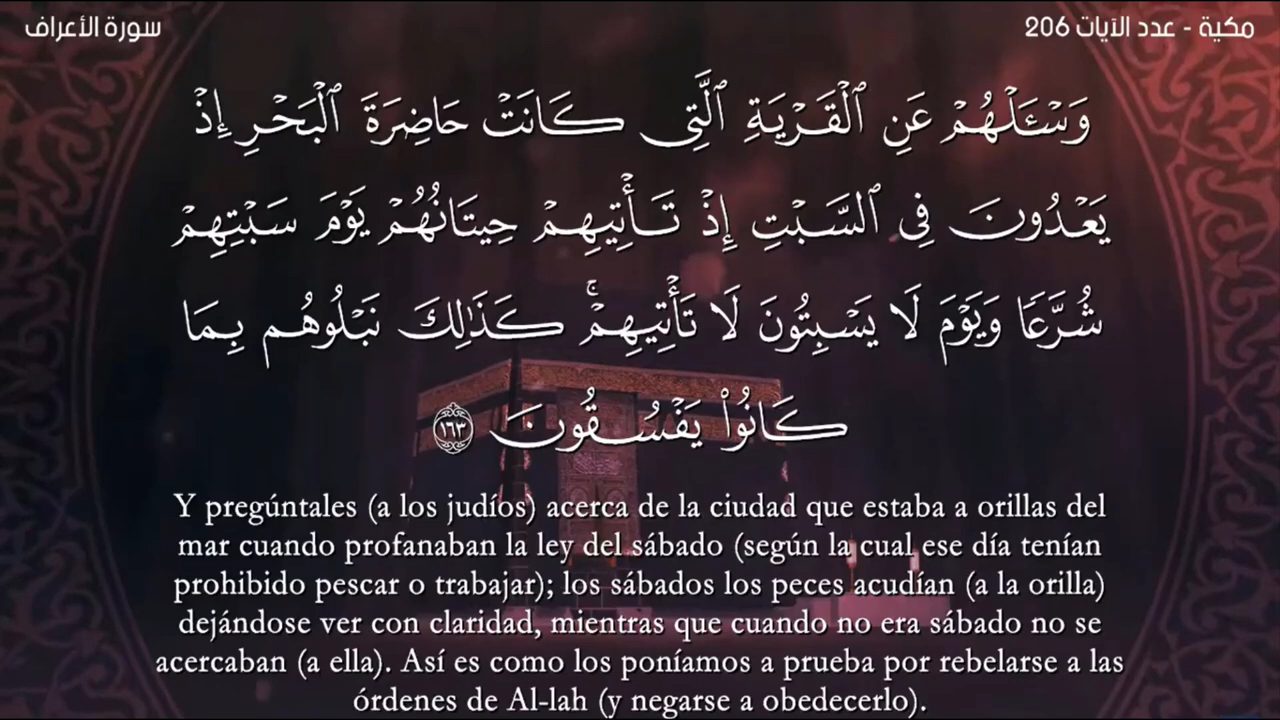 سورة الأعراف
مكية - عدد الآيات 206
وَسْـَٔلْهُمْ عَنِ ٱلْقَرْيَةِ ٱلَّتِى كَانَتْ حَاضِرَةَ ٱلْبَحْرِ إِذْ
يَعْدُونَ فِى ٱلسَّبْتِ إِذْ تَأْتِيهِمْ حِيتَانُهُمْ يَوْمَ سَبْتِهِمْ
شُرَّعًا وَيَوْمَ لَا يَسْبِتُونَ لَا تَأْتِيهِمْ ۚ كَذَٰلِكَ نَبْلُوهُم بِمَا
كَانُوا۟ يَفْسُقُونَ ١٦٣
Y pregúntales (a los judíos) acerca de la ciudad que estaba a orillas del
mar cuando profanaban la ley del sábado (según la cual ese día tenían
prohibido pescar o trabajar); los sábados los peces acudían (a la orilla)
dejándose ver con claridad, mientras que cuando no era sábado no se
acercaban (a ella). Así es como los poníamos a prueba por rebelarse a las
órdenes de Al-lah (y negarse a obedecerlo).